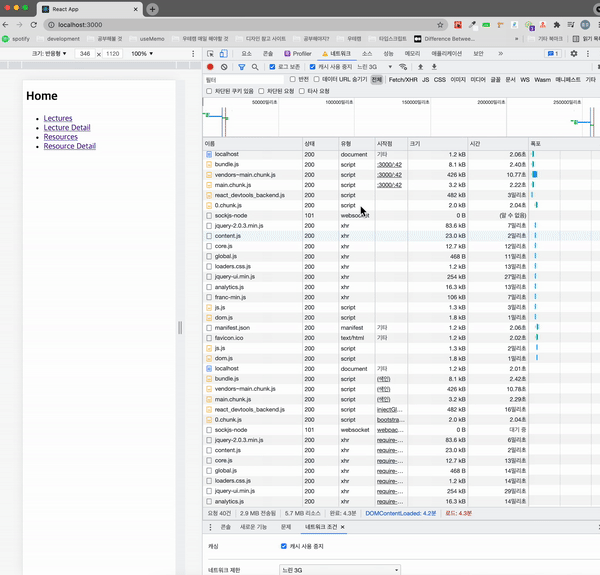 React App
localhost:3000
spotify development ussMemo 우테캠 매일 메야할 것 디자인 참고 사이트 공부해야지? 우테캠 타입스크립트 Difference Betwee... 기타 북마크 읽기 목록
크기: 반응형 346 × 1120 100%
요소 콘솔 Profiler 네트워크 소스 성능 메모리 애플리케이션 보안 1
로그 보존 캐시 사용 중지 느린 3G
필터 반전 데이터 URL 숨기기 전체 Fetch/XHR JS CSS 이미지 미디어 글꼴 문서 WS Wasm 매니페스트 기타
차단된 쿠키 있음 차단된 요청 타사 요청
50000밀리초 100000밀리초 150000밀리초 200000밀리초 250000밀리초
Home
Lectures
Lecture Detail
Resources
Resource Detail
이름 상태 유형 시작점 크기 시간 폭포
localhost 200 document 기타 1.2 kB 2.06초
bundle.js 200 script :3000/:42 8.1 kB 2.40초
vendors~main.chunk.js 200 script :3000/:42 426 kB 10.77초
main.chunk.js 200 script :3000/:42 3.2 kB 2.22초
react_devtools_backend.js 200 script 482 kB 3밀리초
0.chunk.js 200 script 2.0 kB 2.04초
sockjs-node 101 websocket 0 B (알 수 없음)
jquery-2.0.3.min.js 200 xhr 83.6 kB 7밀리초
content.js 200 xhr 23.0 kB 2밀리초
core.js 200 xhr 12.7 kB 12밀리초
global.js 200 xhr 468 B 11밀리초
loaders.css.js 200 xhr 1.2 kB 13밀리초
jquery-ui.min.js 200 xhr 254 kB 27밀리초
analytics.js 200 xhr 16.3 kB 13밀리초
franc-min.js 200 xhr 106 kB 7밀리초
js.js 200 script 1.3 kB 3밀리초
dom.js 200 script 1.8 kB 1밀리초
manifest.json 200 manifest 기타 1.2 kB 2.06초
favicon.ico 200 text/html 기타 1.2 kB 2.02초
js.js 200 script 1.3 kB 2밀리초
dom.js 200 script 1.8 kB 1밀리초
localhost 200 document 기타 1.2 kB 2.01초
bundle.js 200 script (색인) 8.1 kB 2.42초
vendors~main.chunk.js 200 script (색인) 426 kB 10.78초
main.chunk.js 200 script (색인) 3.2 kB 2.29초
react_devtools_backend.js 200 script injectGl... 482 kB 16밀리초
0.chunk.js 200 script bootstra... 2.0 kB 2.04초
sockjs-node 101 websocket webpac... 0 B 대기 중
jquery-2.0.3.min.js 200 xhr require-... 83.6 kB 6밀리초
content.js 200 xhr require-... 23.0 kB 2밀리초
core.js 200 xhr require-... 12.7 kB 13밀리초
global.js 200 xhr require-... 468 B 14밀리초
loaders.css.js 200 xhr require-... 1.2 kB 14밀리초
jquery-ui.min.js 200 xhr require-... 254 kB 29밀리초
analytics.js 200 xhr require-... 16.3 kB 14밀리초
요청 40건 2.9 MB 전송됨 5.7 MB 리소스 완료: 4.3분 DOMContentLoaded: 4.2분 로드: 4.3분
콘솔 새로운 기능 문제 네트워크 조건
캐싱 캐시 사용 중지
네트워크 제한 느린 3G